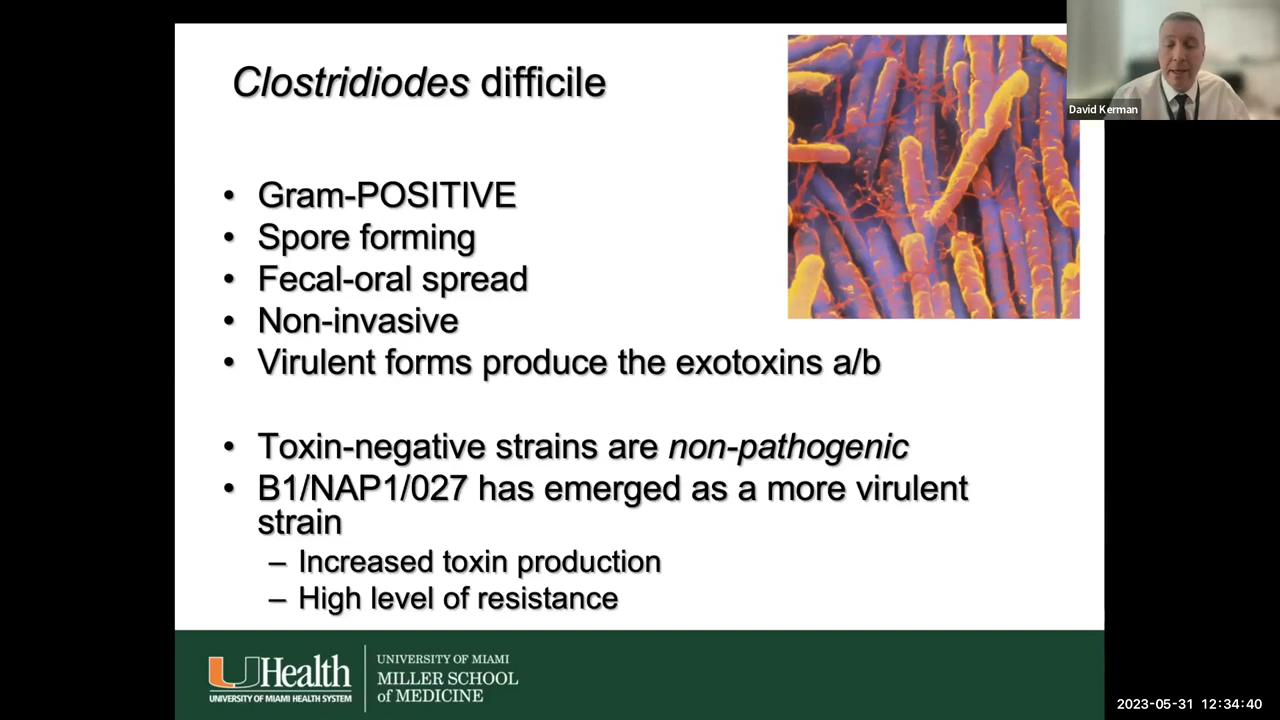 Clostridiodes difficile
David Kerman
• Gram-POSITIVE
• Spore forming
• Fecal-oral spread
• Non-invasive
• Virulent forms produce the exotoxins a/b
• Toxin-negative strains are non-pathogenic
• B1/NAP1/027 has emerged as a more virulent
strain
– Increased toxin production
– High level of resistance
UHealth
UNIVERSITY OF MIAMI HEALTH SYSTEM
UNIVERSITY OF MIAMI
MILLER SCHOOL
of MEDICINE
2023-05-31 12:34:40